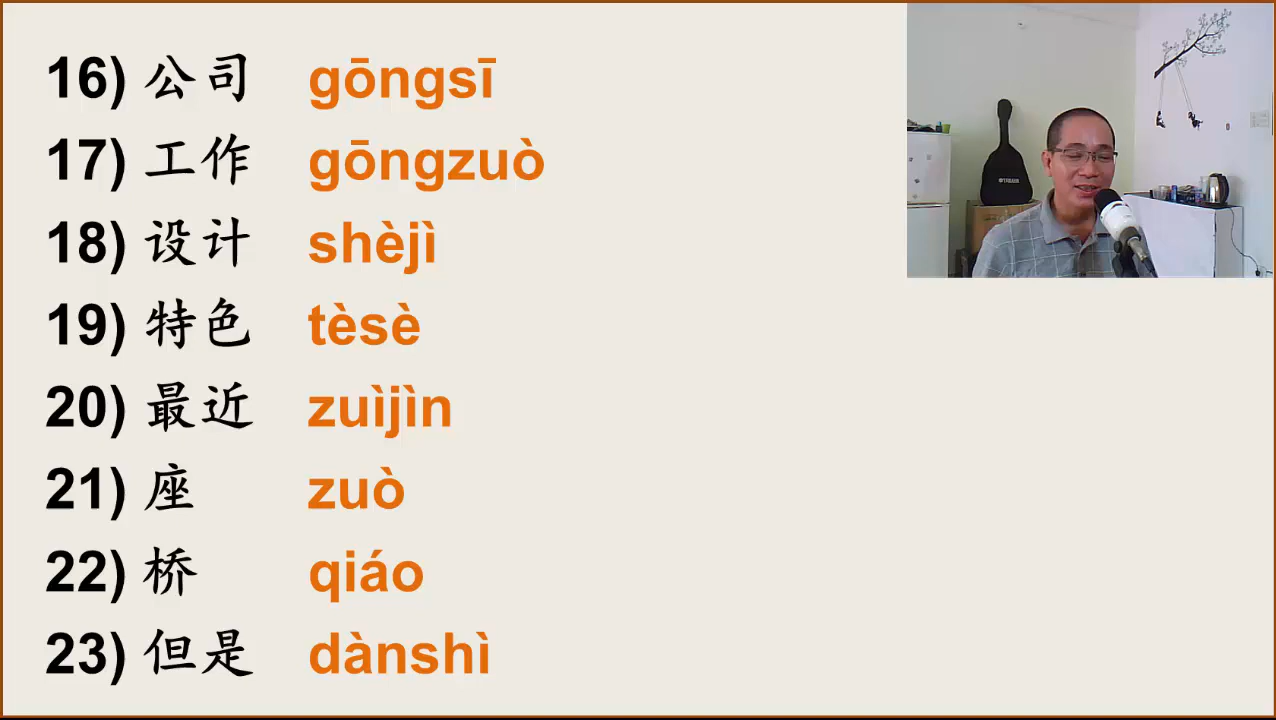 16) 公司 gōngsī
17) 工作 gōngzuò
18) 设计 shèjì
19) 特色 tèsè
20) 最近 zuìjìn
21) 座 zuò
22) 桥 qiáo
23) 但是 dànshì